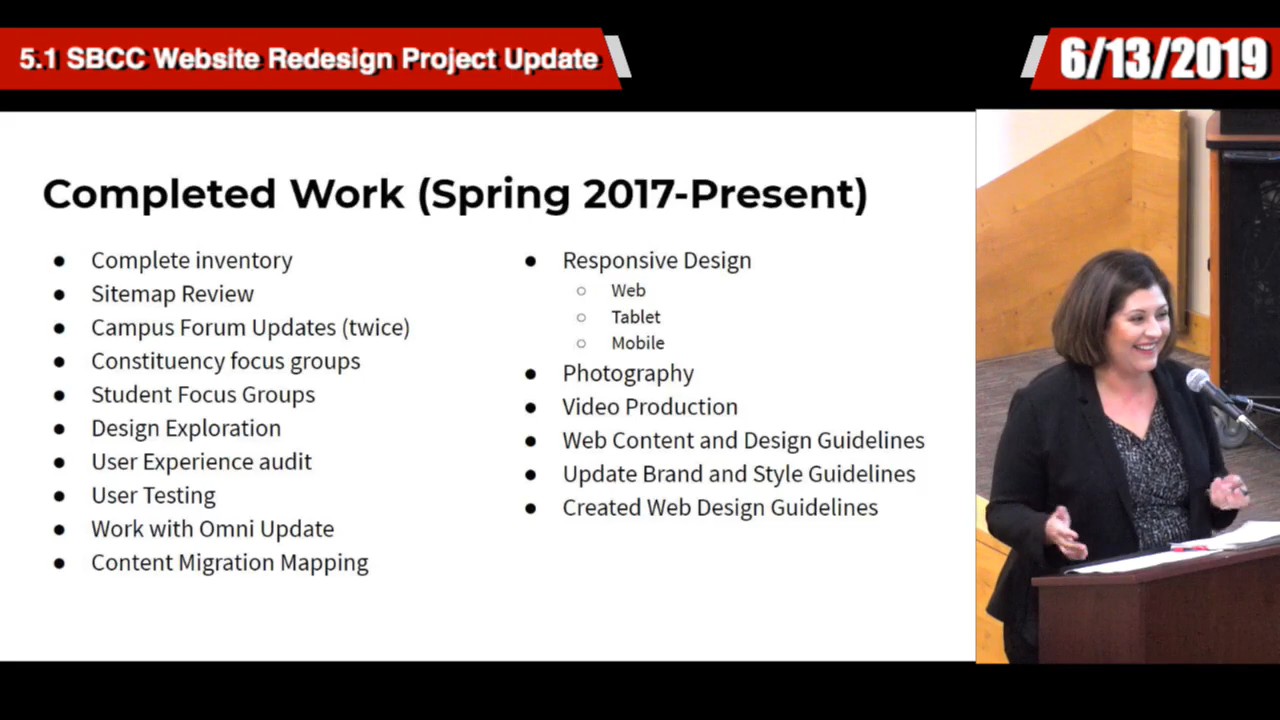 5.1 SBCC Website Redesign Project Update
6/13/2019
Completed Work (Spring 2017-Present)
● Complete inventory
● Sitemap Review
● Campus Forum Updates (twice)
● Constituency focus groups
● Student Focus Groups
● Design Exploration
● User Experience audit
● User Testing
● Work with Omni Update
● Content Migration Mapping
● Responsive Design
○ Web
○ Tablet
○ Mobile
● Photography
● Video Production
● Web Content and Design Guidelines
● Update Brand and Style Guidelines
● Created Web Design Guidelines